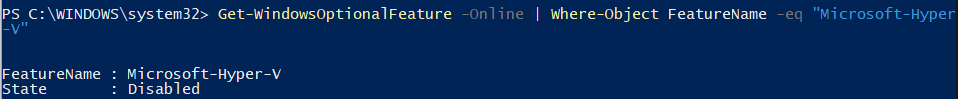 PS C:\WINDOWS\system32> Get-WindowsOptionalFeature -Online | Where-Object FeatureName -eq "Microsoft-Hyper
-V"
FeatureName : Microsoft-Hyper-V
State       : Disabled